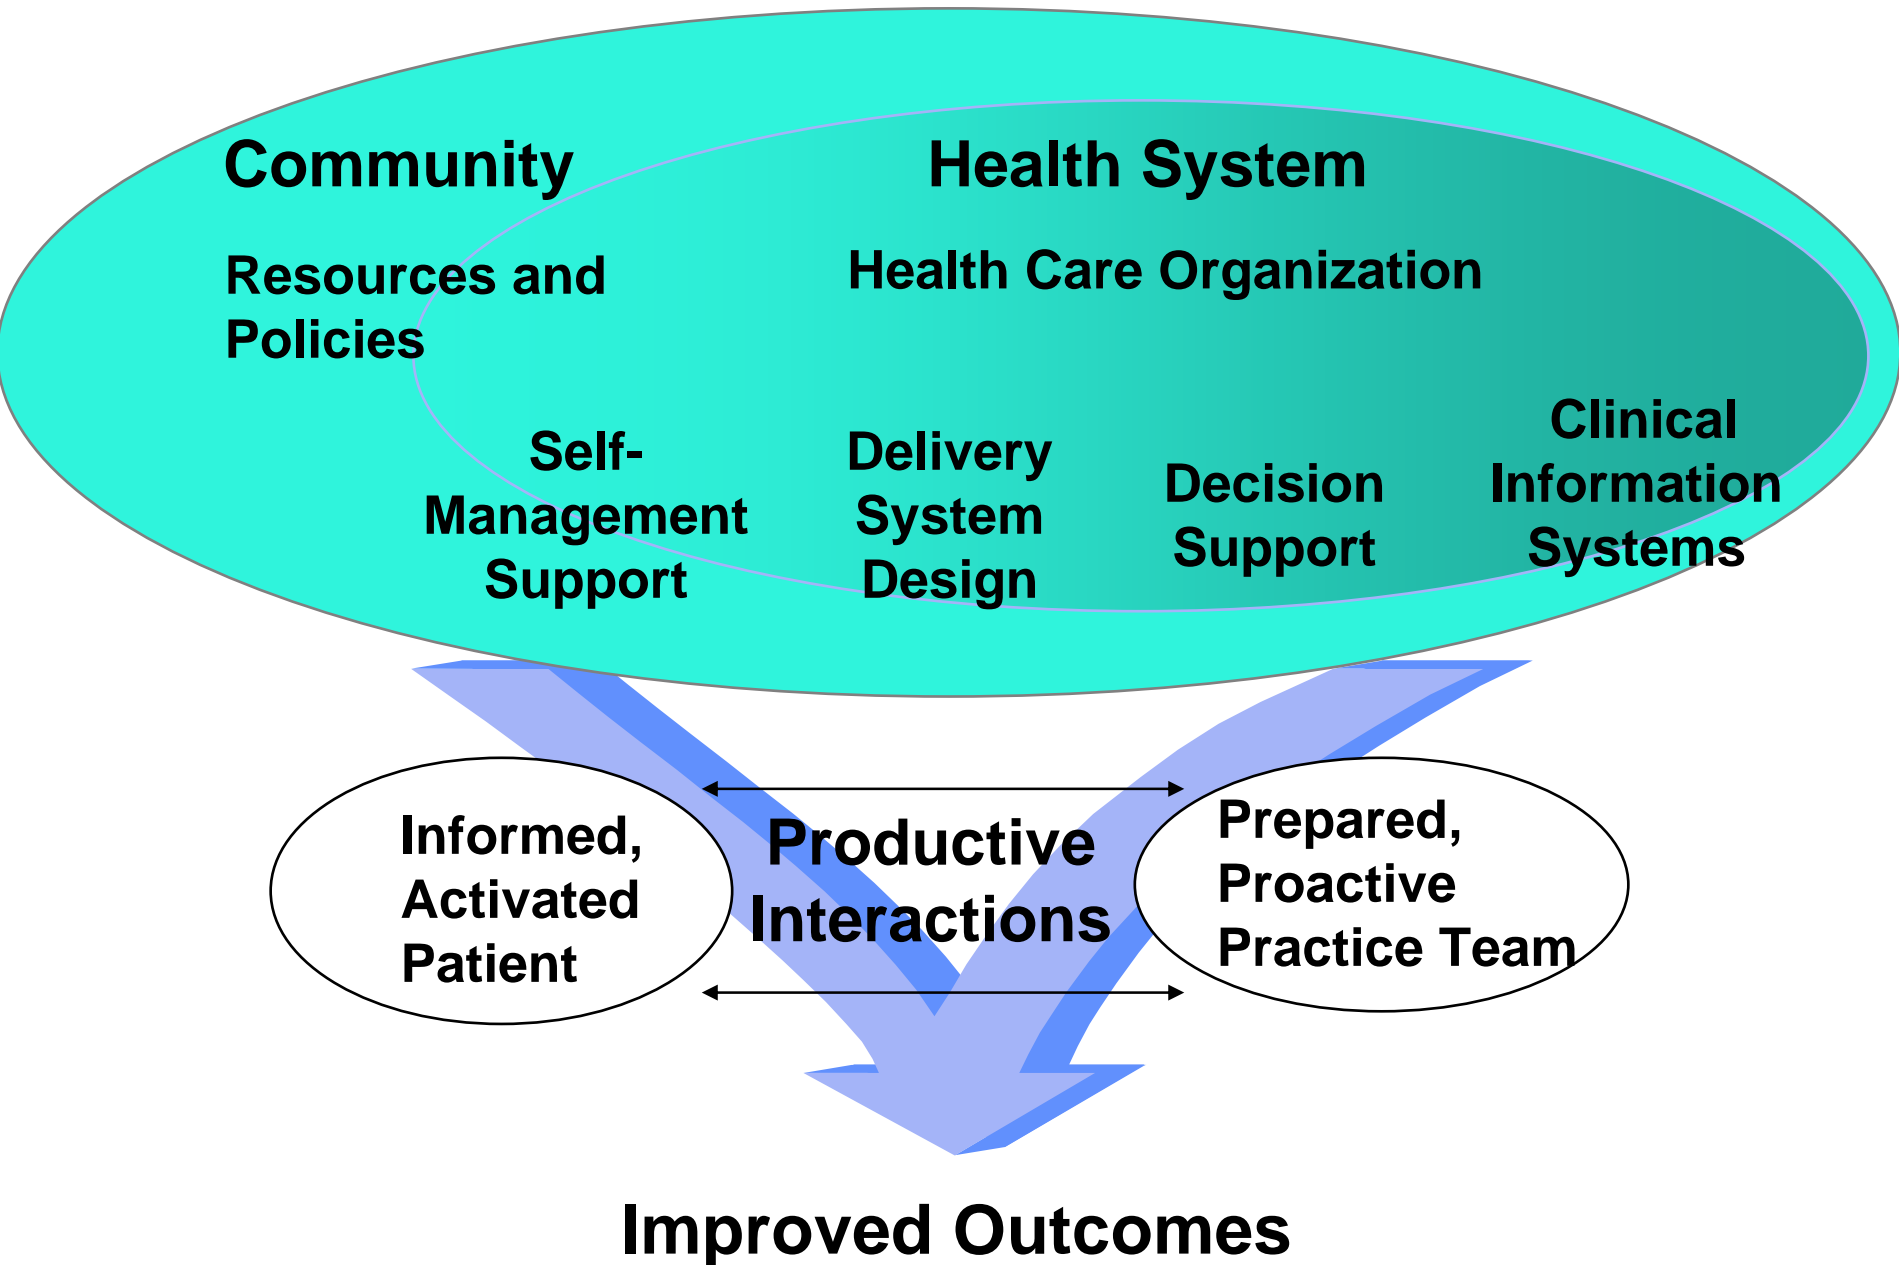 Community
Health System
Resources and
Policies
Health Care Organization
Self-
Management
Support
Delivery
System
Design
Decision
Support
Clinical
Information
Systems
Informed,
Activated
Patient
Productive
Interactions
Prepared,
Proactive
Practice Team
Improved Outcomes